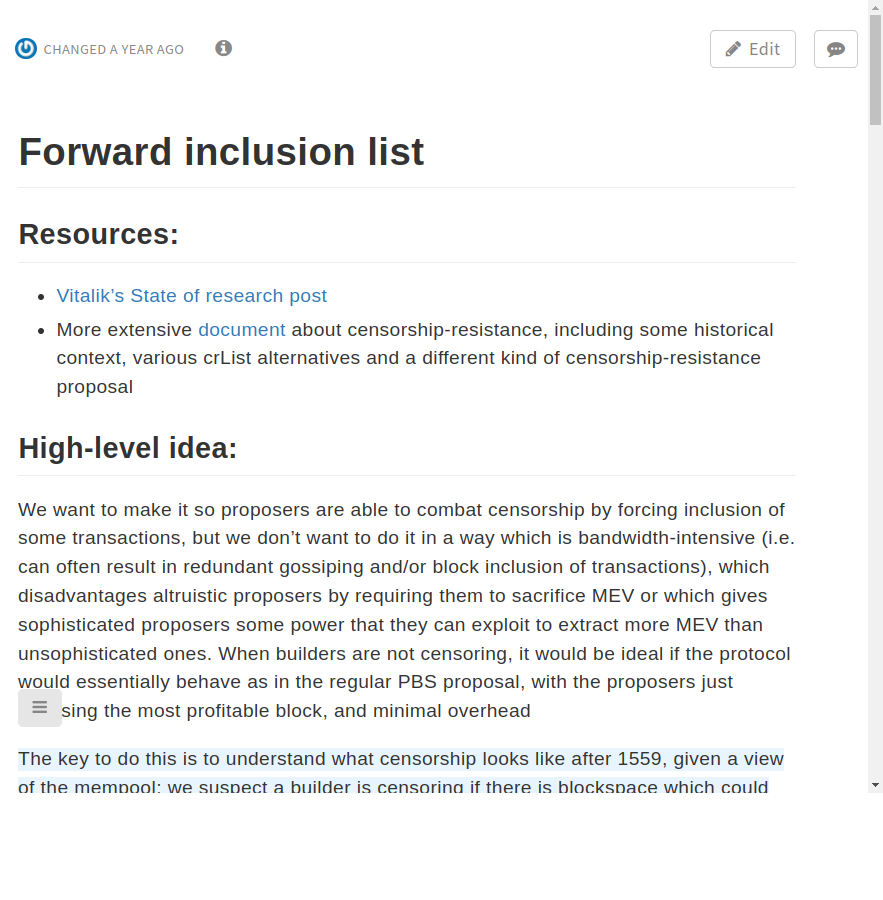 CHANGED A YEAR AGO
Edit
Forward inclusion list
Resources:
Vitalik’s State of research post
More extensive document about censorship-resistance, including some historical
context, various crList alternatives and a different kind of censorship-resistance
proposal
High-level idea:
We want to make it so proposers are able to combat censorship by forcing inclusion of
some transactions, but we don’t want to do it in a way which is bandwidth-intensive (i.e.
can often result in redundant gossiping and/or block inclusion of transactions), which
disadvantages altruistic proposers by requiring them to sacrifice MEV or which gives
sophisticated proposers some power that they can exploit to extract more MEV than
unsophisticated ones. When builders are not censoring, it would be ideal if the protocol
would essentially behave as in the regular PBS proposal, with the proposers just
sing the most profitable block, and minimal overhead
The key to do this is to understand what censorship looks like after 1559, given a view
of the mempool: we suspect a builder is censoring if there is blockspace which could